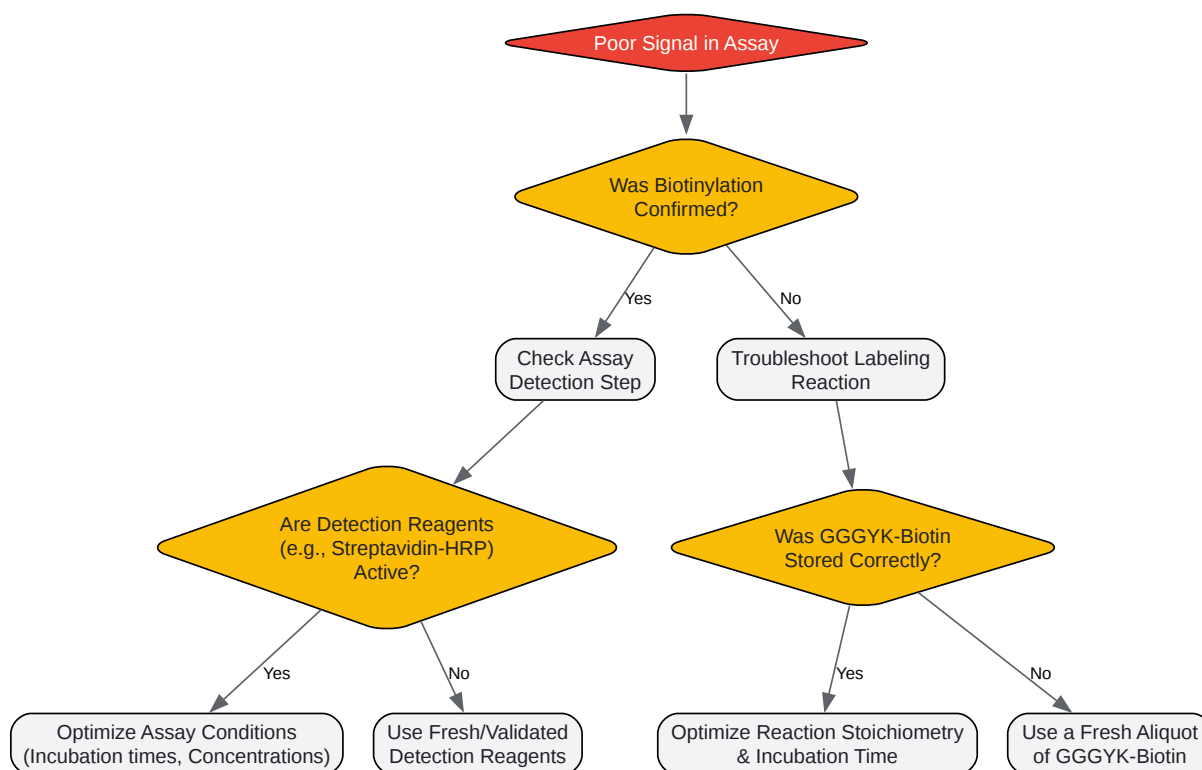 Poor Signal in Assay
Was Biotinylation
Confirmed?
Yes
No
Check Assay
Detection Step
Troubleshoot Labeling
Reaction
Are Detection Reagents
(e.g., Streptavidin-HRP)
Active?
Was GGGYK-Biotin
Stored Correctly?
Yes
No
Yes
No
Optimize Assay Conditions
(Incubation times, Concentrations)
Use Fresh/Validated
Detection Reagents
Optimize Reaction Stoichiometry
& Incubation Time
Use a Fresh Aliquot
of GGGYK-Biotin